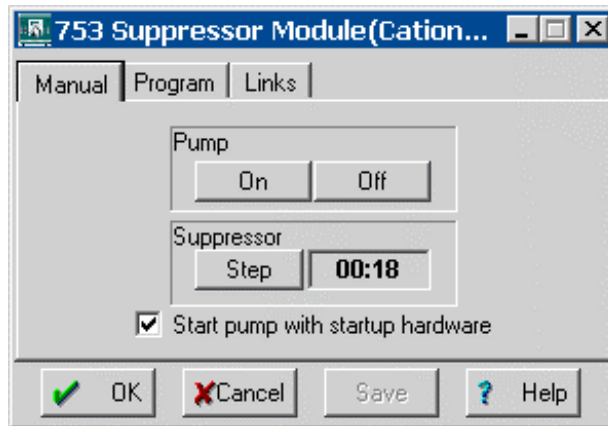 753 Suppressor Module(Cation...
Manual Program Links
Pump
On Off
Suppressor
Step 00:18
Start pump with startup hardware
OK Cancel Save ? Help